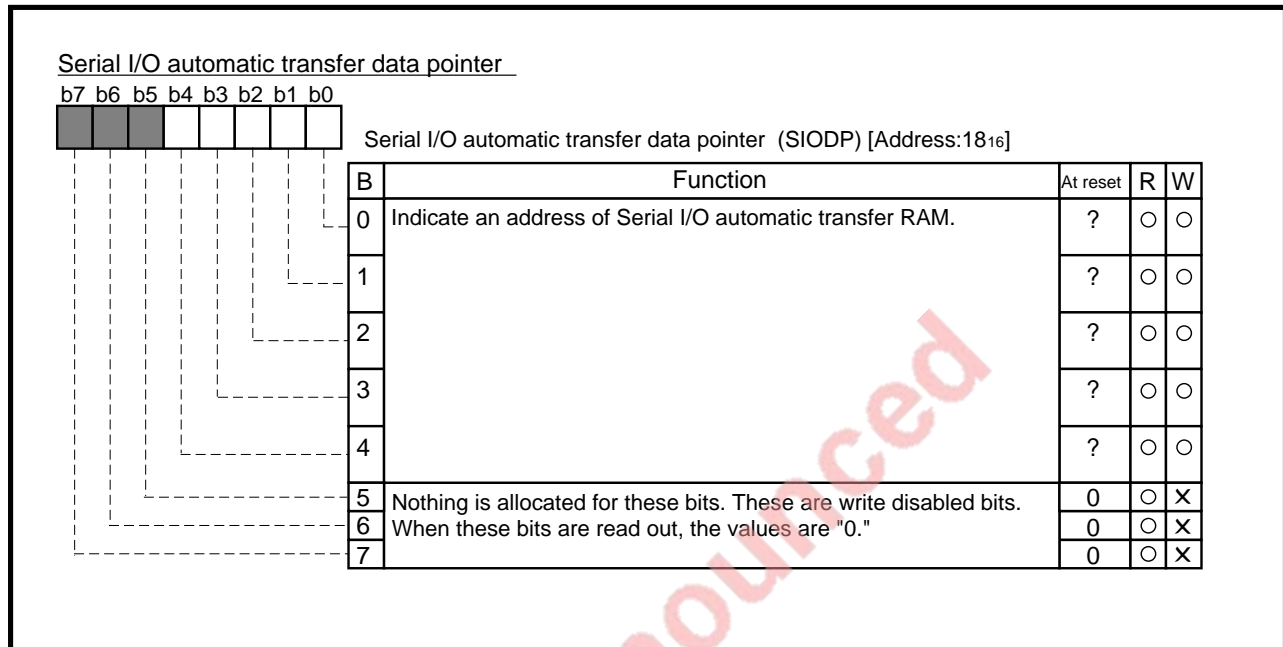 Serial I/O automatic transfer data pointer
b7 b6 b5 b4 b3 b2 b1 b0
Serial I/O automatic transfer data pointer (SIODP) [Address:1816]
B Function At reset R W
0 Indicate an address of Serial I/O automatic transfer RAM. ? ○ ○
1 ? ○ ○
2 ? ○ ○
3 ? ○ ○
4 ? ○ ○
5 Nothing is allocated for these bits. These are write disabled bits. 0 ○ ×
6 When these bits are read out, the values are "0." 0 ○ ×
7 0 ○ ×